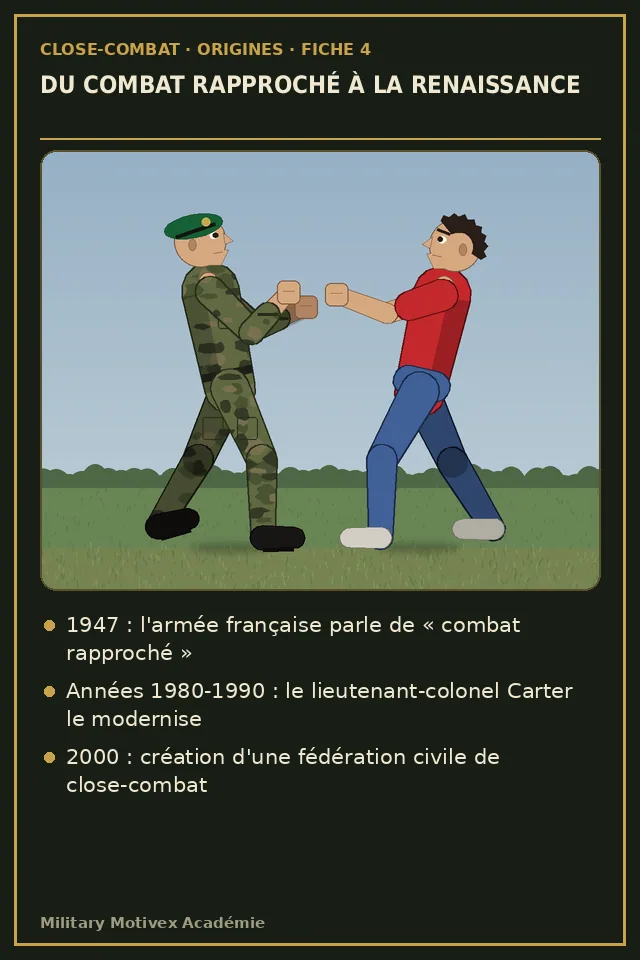 CLOSE-COMBAT · ORIGINES · FICHE 4
DU COMBAT RAPPROCHÉ À LA RENAISSANCE
1947 : l'armée française parle de « combat
rapproché »
Années 1980-1990 : le lieutenant-colonel Carter
le modernise
2000 : création d'une fédération civile de
close-combat
Military Motivex Académie